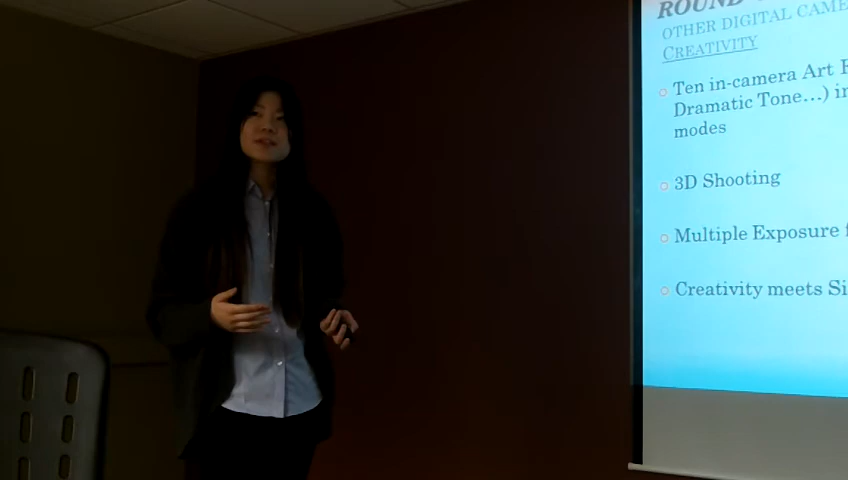 ROUND
OTHER DIGITAL CAME
CREATIVITY
Ten in-camera Art F
Dramatic Tone...) in
modes
3D Shooting
Multiple Exposure f
Creativity meets Si